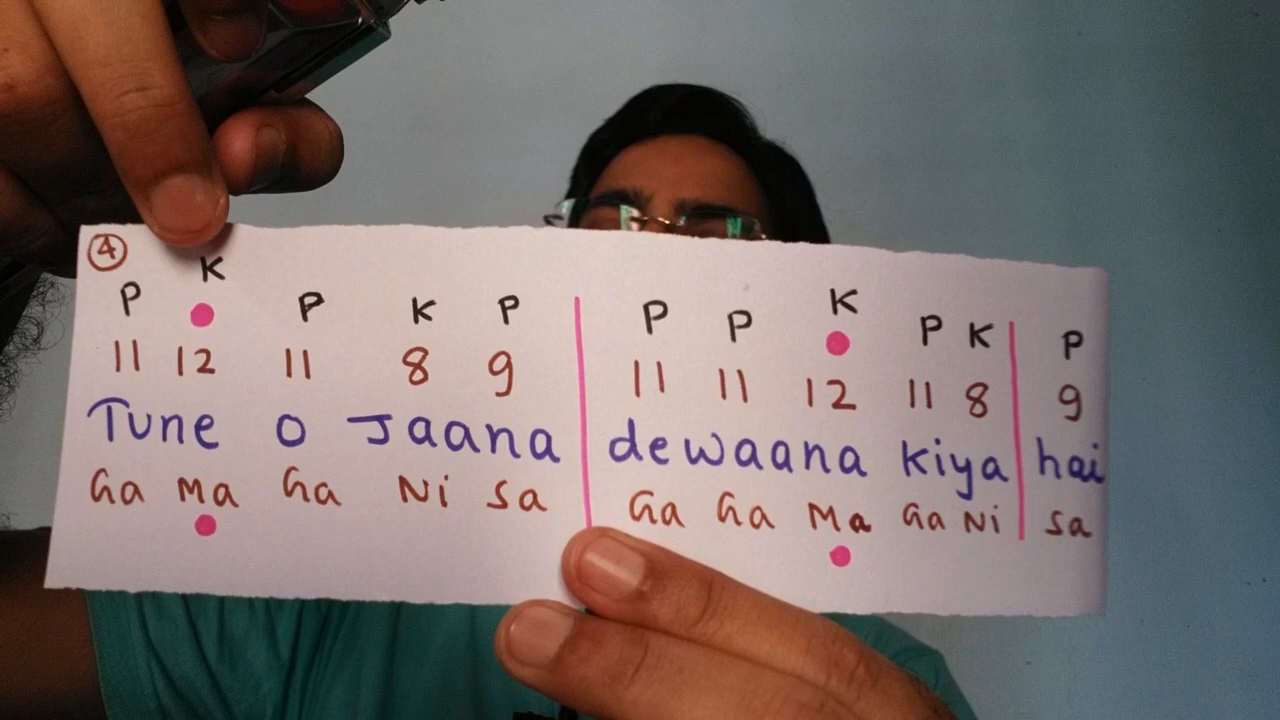 4
P K P K P P P K P K P
11 12 11 8 9 11 11 12 11 8 9
Tune o Jaana dewaana kiya hai
Ga Ma Ga Ni Sa Ga Ga Ma Ga Ni Sa